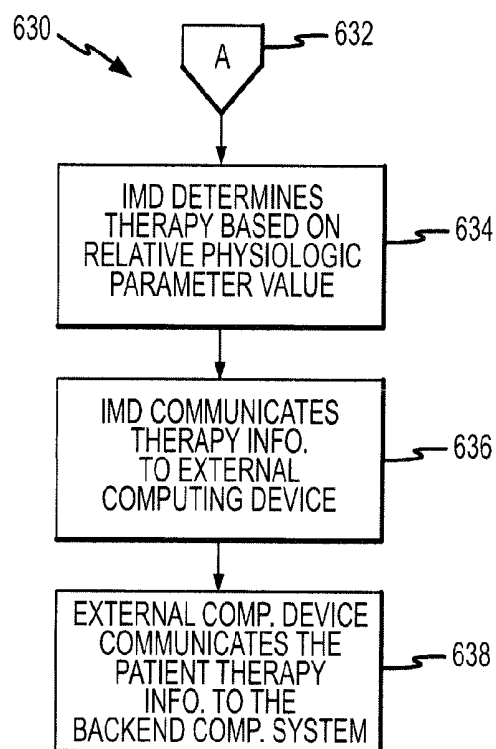 630
A
632
IMD DETERMINES
THERAPY BASED ON
RELATIVE PHYSIOLOGIC
PARAMETER VALUE
634
IMD COMMUNICATES
THERAPY INFO.
TO EXTERNAL
COMPUTING DEVICE
636
EXTERNAL COMP. DEVICE
COMMUNICATES THE
PATIENT THERAPY
INFO. TO THE
BACKEND COMP. SYSTEM
638